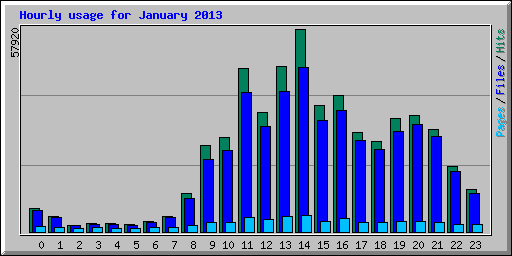 Hourly usage for January 2013
57920
Pages / Files / Hits
0 1 2 3 4 5 6 7 8 9 10 11 12 13 14 15 16 17 18 19 20 21 22 23